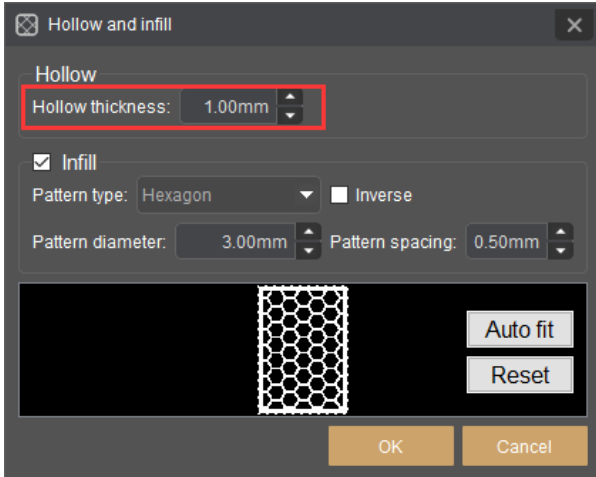 Hollow and infill
Hollow
Hollow thickness: 1.00mm
Infill
Pattern type: Hexagon Inverse
Pattern diameter: 3.00mm Pattern spacing: 0.50mm
Auto fit
Reset
OK Cancel